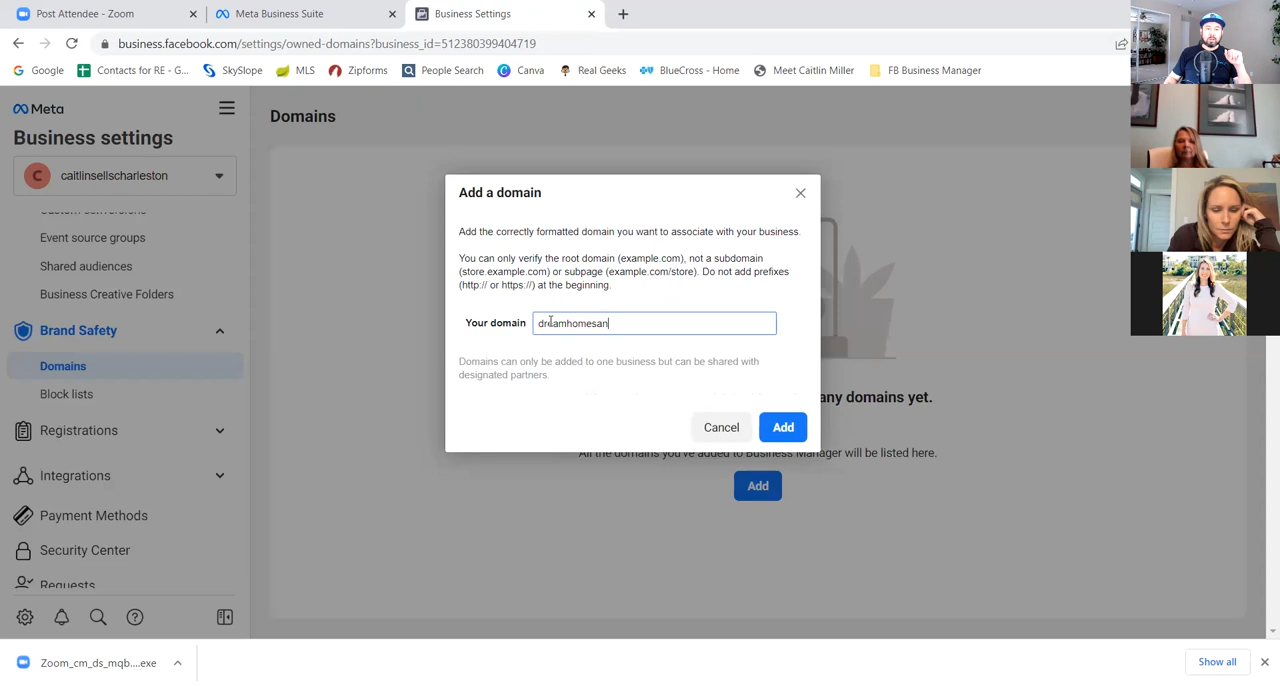 Post Attendee - Zoom
Meta Business Suite
Business Settings
business.facebook.com/settings/owned-domains?business_id=512380399404719
Google
Contacts for RE - G...
SkySlope
MLS
Zipforms
People Search
Canva
Real Geeks
BlueCross - Home
Meet Caitlin Miller
FB Business Manager
Meta
Business settings
C
caitlinsellscharleston
Custom conversions
Event source groups
Shared audiences
Business Creative Folders
Brand Safety
Domains
Block lists
Registrations
Integrations
Payment Methods
Security Center
Requests
Domains
Add a domain
Add the correctly formatted domain you want to associate with your business.
You can only verify the root domain (example.com), not a subdomain
(store.example.com) or subpage (example.com/store). Do not add prefixes
(http:// or https://) at the beginning.
Your domain
dreamhomesan
Domains can only be added to one business but can be shared with
designated partners.
Cancel
Add
any domains yet.
All the domains you've added to Business Manager will be listed here.
Add
Zoom_cm_ds_mqb....exe
Show all